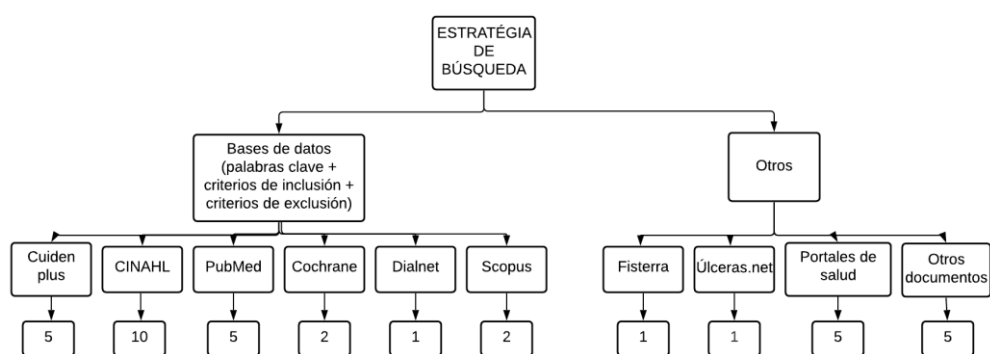 ESTRATÉGIA
DE
BÚSQUEDA
Bases de datos
(palabras clave +
criterios de inclusión +
criterios de exclusión)
Otros
Cuiden
plus
CINAHL
PubMed
Cochrane
Dialnet
Scopus
Fisterra
Úlceras.net
Portales de
salud
Otros
documentos
5
10
5
2
1
2
1
1
5
5